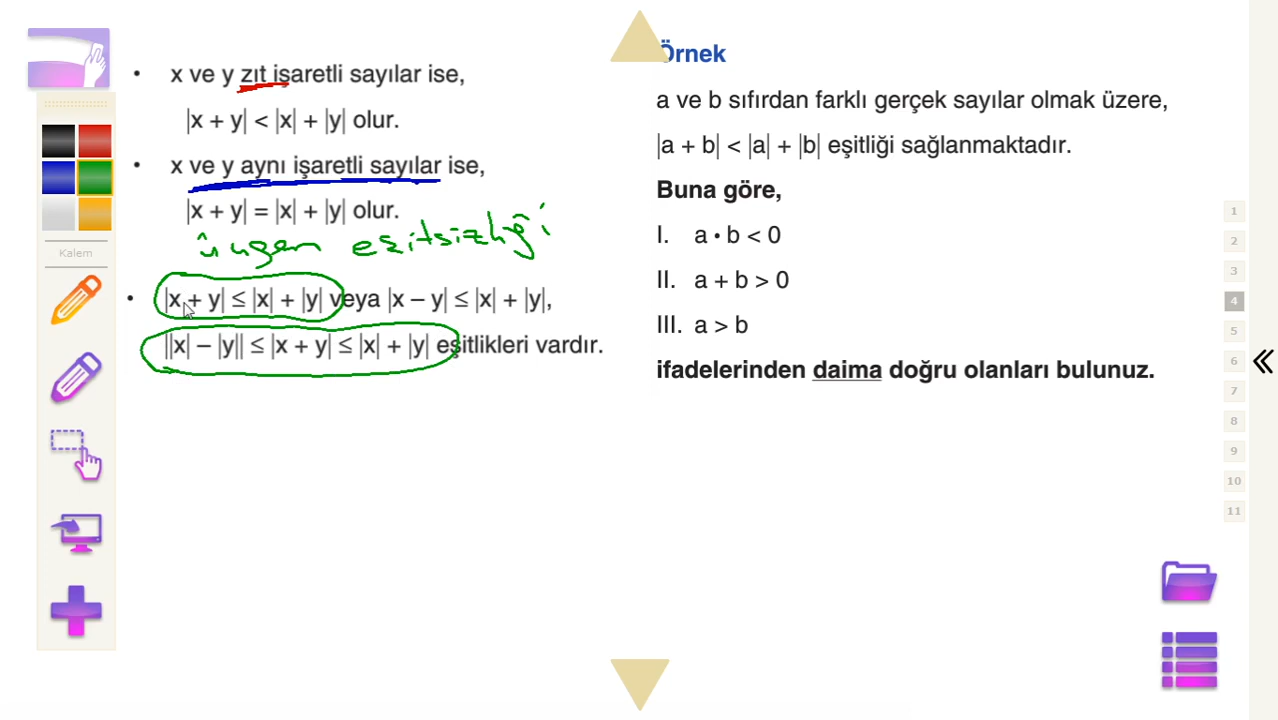 • x ve y zıt işaretli sayılar ise,
|x + y| < |x| + |y| olur.
• x ve y aynı işaretli sayılar ise,
|x + y| = |x| + |y| olur.
üçgen eşitsizliği
• |x + y| ≤ |x| + |y| veya |x – y| ≤ |x| + |y|,
||x| – |y|| ≤ |x + y| ≤ |x| + |y| eşitlikleri vardır.
Örnek
a ve b sıfırdan farklı gerçek sayılar olmak üzere,
|a + b| < |a| + |b| eşitliği sağlanmaktadır.
Buna göre,
I. a • b < 0
II. a + b > 0
III. a > b
ifadelerinden daima doğru olanları bulunuz.
Kalem
1
2
3
4
5
6
7
8
9
10
11